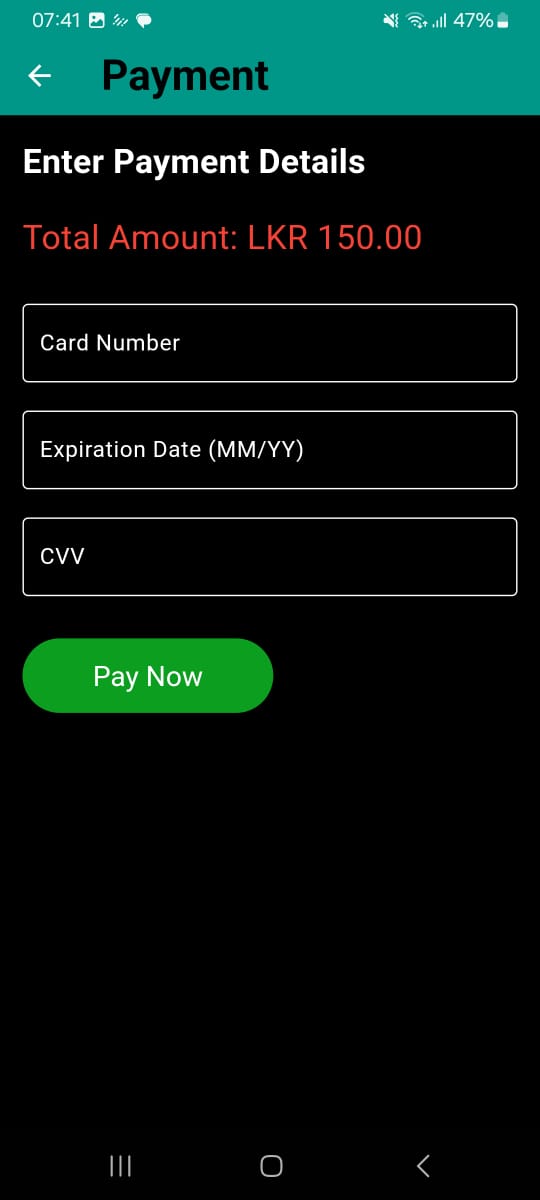 07:41 47%
Payment
Enter Payment Details
Total Amount: LKR 150.00
Card Number
Expiration Date (MM/YY)
CVV
Pay Now